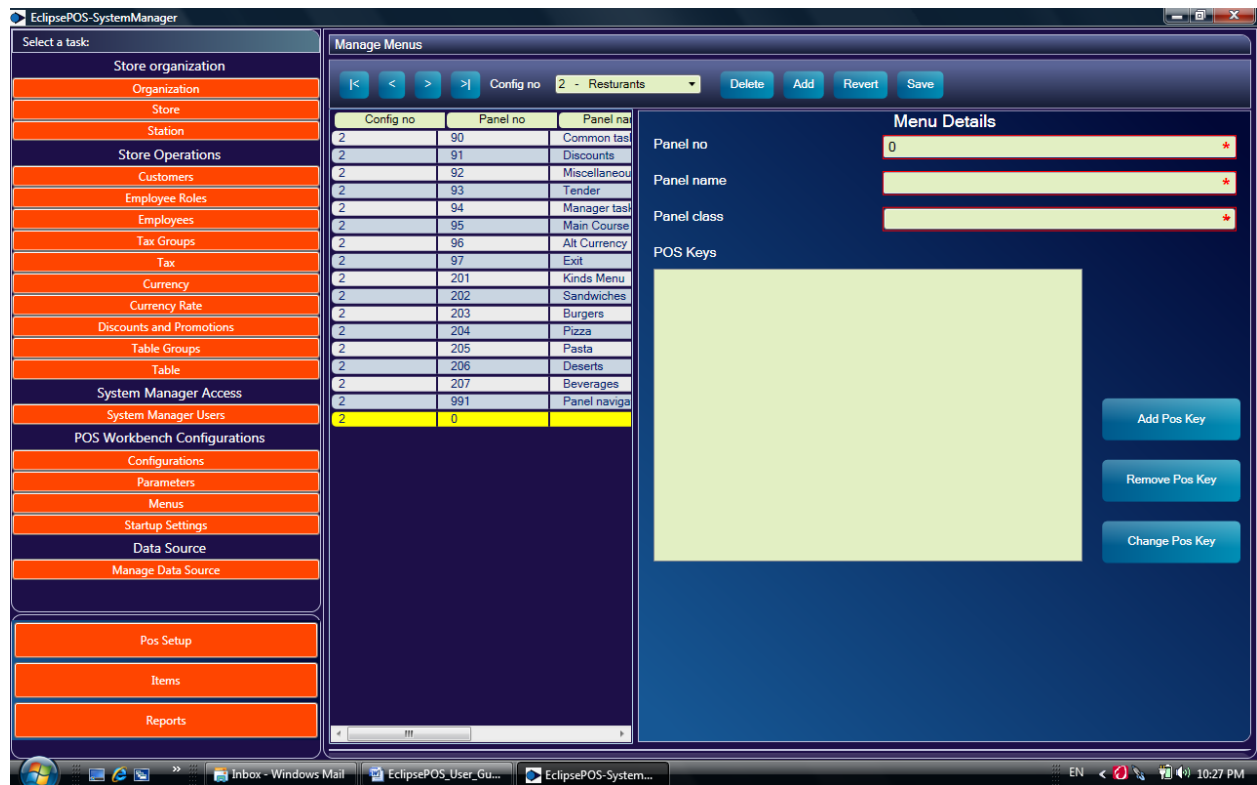 EclipsePOS-SystemManager
Select a task:
Store organization
Organization
Store
Station
Store Operations
Customers
Employee Roles
Employees
Tax Groups
Tax
Currency
Currency Rate
Discounts and Promotions
Table Groups
Table
System Manager Access
System Manager Users
POS Workbench Configurations
Configurations
Parameters
Menus
Startup Settings
Data Source
Manage Data Source
Pos Setup
Items
Reports
Manage Menus
|< < > >| Config no 2 - Resturants Delete Add Revert Save
Config no Panel no Panel nar
2 90 Common tasl
2 91 Discounts
2 92 Miscellaneou
2 93 Tender
2 94 Manager task
2 95 Main Course
2 96 Alt Currency
2 97 Exit
2 201 Kinds Menu
2 202 Sandwiches
2 203 Burgers
2 204 Pizza
2 205 Pasta
2 206 Deserts
2 207 Beverages
2 991 Panel naviga
2 0
Menu Details
Panel no 0 *
Panel name *
Panel class *
POS Keys
Add Pos Key
Remove Pos Key
Change Pos Key
Inbox - Windows Mail EclipsePOS_User_Gu... EclipsePOS-System... EN 10:27 PM